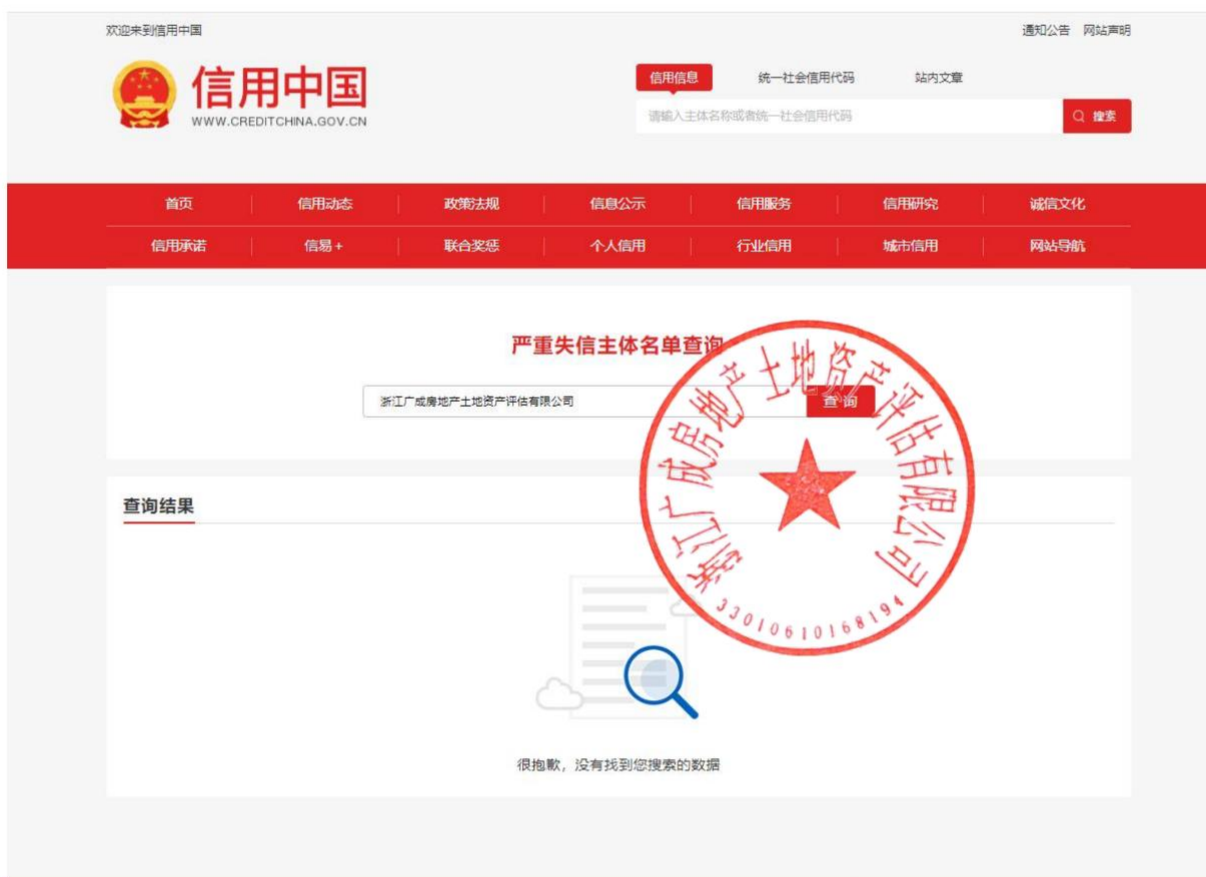 欢迎来到信用中国
通知公告 网站声明
信用中国
WWW.CREDITCHINA.GOV.CN
信用信息 统一社会信用代码 站内文章
请输入主体名称或者统一社会信用代码
搜索
首页 信用动态 政策法规 信息公示 信用服务 信用研究 诚信文化
信用承诺 信易+ 联合奖惩 个人信用 行业信用 城市信用 网站导航
严重失信主体名单查询
浙江广成房地产土地资产评估有限公司
查询
浙江广成房地产土地资产评估有限公司
33010610168194
查询结果
很抱歉，没有找到您搜索的数据